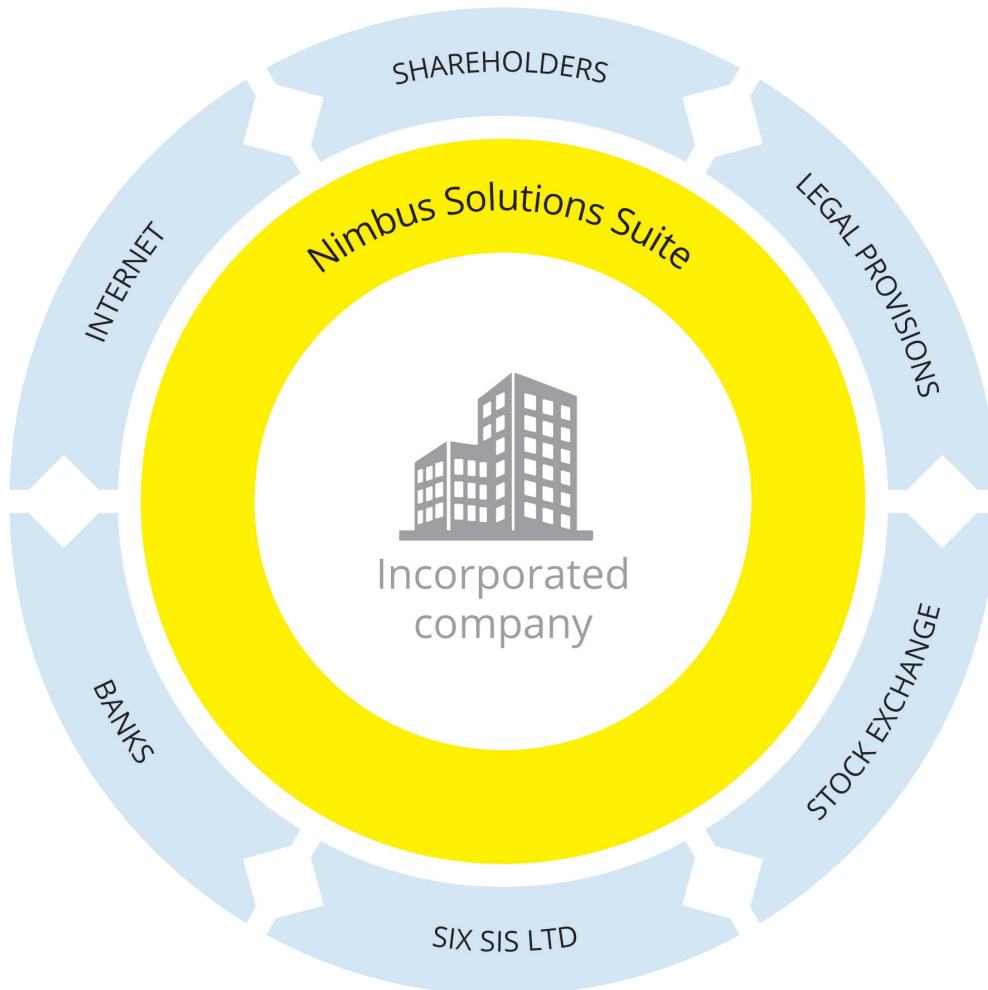 SHAREHOLDERS
LEGAL PROVISIONS
STOCK EXCHANGE
SIX SIS LTD
BANKS
INTERNET
Nimbus Solutions Suite
Incorporated
company